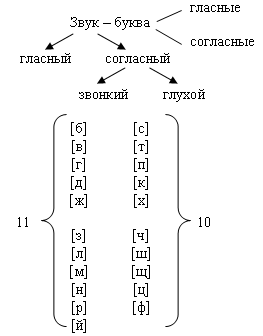 гласные
Звук – буква
согласные
гласный согласный
звонкий глухой
[б] [с]
[в] [т]
[г] [п]
[д] [к]
[ж] [х]
11 10
[з] [ч]
[л] [ш]
[м] [щ]
[н] [ц]
[р] [ф]
[й]